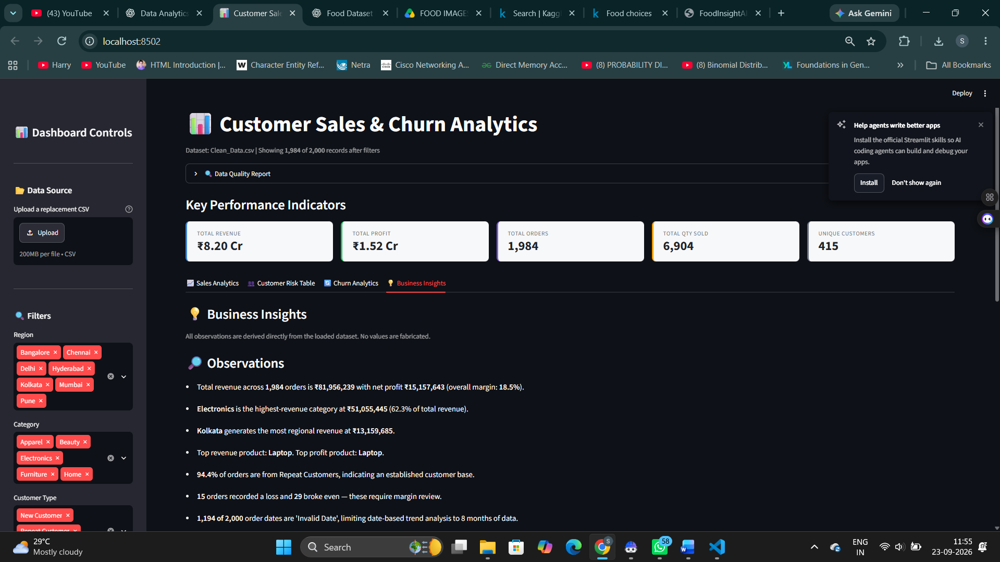 (43) YouTube
Data Analytics
Customer Sale
Food Dataset
FOOD IMAGES
Search | Kaggl
Food choices
FoodInsightAI
Ask Gemini
localhost:8502
S
Harry
YouTube
HTML Introduction |...
Character Entity Ref...
Netra
Cisco Networking A...
Direct Memory Acc...
(8) PROBABILITY DI...
(8) Binomial Distrib...
Foundations in Gen...
All Bookmarks
Deploy
Dashboard Controls
Data Source
Upload a replacement CSV
Upload
200MB per file • CSV
Filters
Region
Bangalore
Chennai
Delhi
Hyderabad
Kolkata
Mumbai
Pune
Category
Apparel
Beauty
Electronics
Furniture
Home
Customer Type
New Customer
Repeat Customer
Customer Sales & Churn Analytics
Dataset: Clean_Data.csv | Showing 1,984 of 2,000 records after filters
Data Quality Report
Help agents write better apps
Install the official Streamlit skills so AI
coding agents can build and debug your
apps.
Install
Don't show again
Key Performance Indicators
TOTAL REVENUE
₹8.20 Cr
TOTAL PROFIT
₹1.52 Cr
TOTAL ORDERS
1,984
TOTAL QTY SOLD
6,904
UNIQUE CUSTOMERS
415
Sales Analytics
Customer Risk Table
Churn Analytics
Business Insights
Business Insights
All observations are derived directly from the loaded dataset. No values are fabricated.
Observations
• Total revenue across 1,984 orders is ₹81,956,239 with net profit ₹15,157,643 (overall margin: 18.5%).
• Electronics is the highest-revenue category at ₹51,055,445 (62.3% of total revenue).
• Kolkata generates the most regional revenue at ₹13,159,685.
• Top revenue product: Laptop. Top profit product: Laptop.
• 94.4% of orders are from Repeat Customers, indicating an established customer base.
• 15 orders recorded a loss and 29 broke even — these require margin review.
• 1,194 of 2,000 order dates are 'Invalid Date', limiting date-based trend analysis to 8 months of data.
29°C
Mostly cloudy
Search
S
58
ENG
IN
11:55
23-09-2026